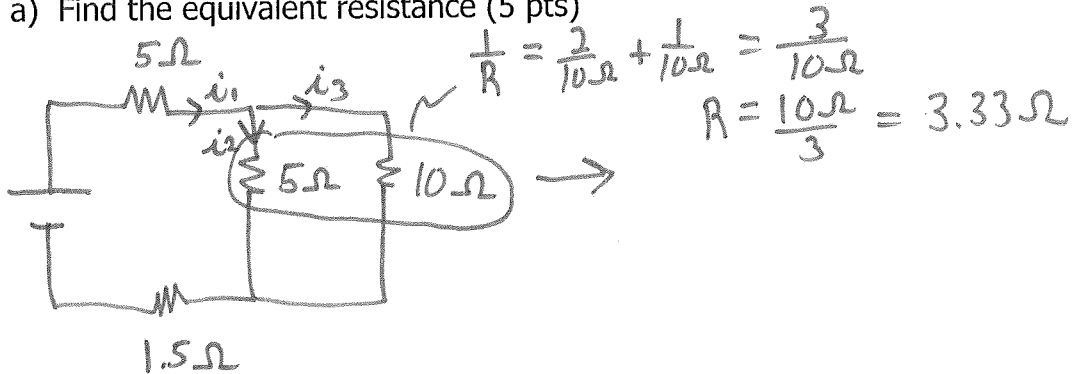 a) Find the equivalent resistance (5 pts)
5Ω
1/R = 2/10Ω + 1/10Ω = 3/10Ω
R = 10Ω/3 = 3.33Ω
i₁
i₃
i₂
5Ω
10Ω
1.5Ω